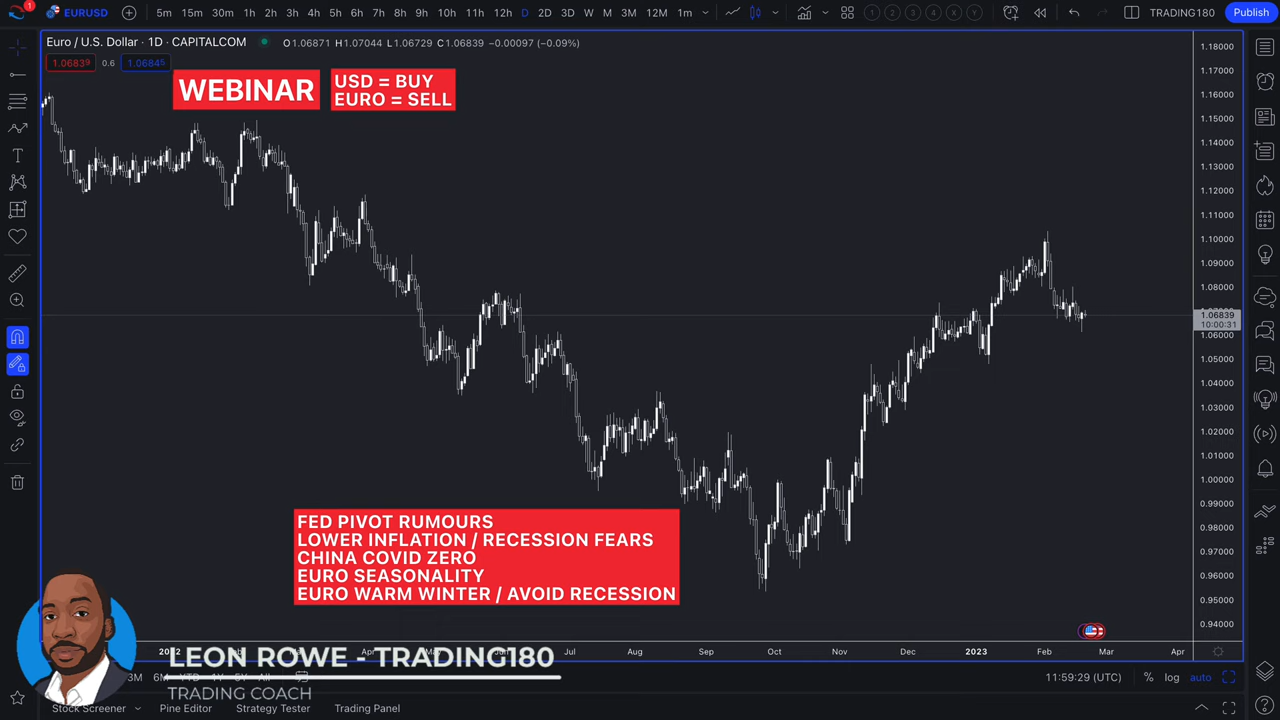 1
EURUSD
5m 15m 30m 1h 2h 3h 4h 5h 6h 7h 8h 9h 10h 11h 12h D 2D 3D W M 3M 12M 1m
1 2 3 4 X Y
TRADING180
Publish
Euro / U.S. Dollar · 1D · CAPITALCOM
O1.06871 H1.07044 L1.06729 C1.06839 −0.00097 (−0.09%)
1.06839
0.6
1.06845
WEBINAR
USD = BUY
EURO = SELL
1.18000
1.17000
1.16000
1.15000
1.14000
1.13000
1.12000
1.11000
1.10000
1.09000
1.08000
1.06839
10:00:31
1.06000
1.05000
1.04000
1.03000
1.02000
1.01000
1.00000
0.99000
0.98000
0.97000
0.96000
0.95000
0.94000
FED PIVOT RUMOURS
LOWER INFLATION / RECESSION FEARS
CHINA COVID ZERO
EURO SEASONALITY
EURO WARM WINTER / AVOID RECESSION
Jul Aug Sep Oct Nov Dec 2023 Feb Mar Apr
LEON ROWE - TRADING180
3M
11:59:29 (UTC)
% log auto
TRADING COACH
Stock Screener Pine Editor Strategy Tester Trading Panel